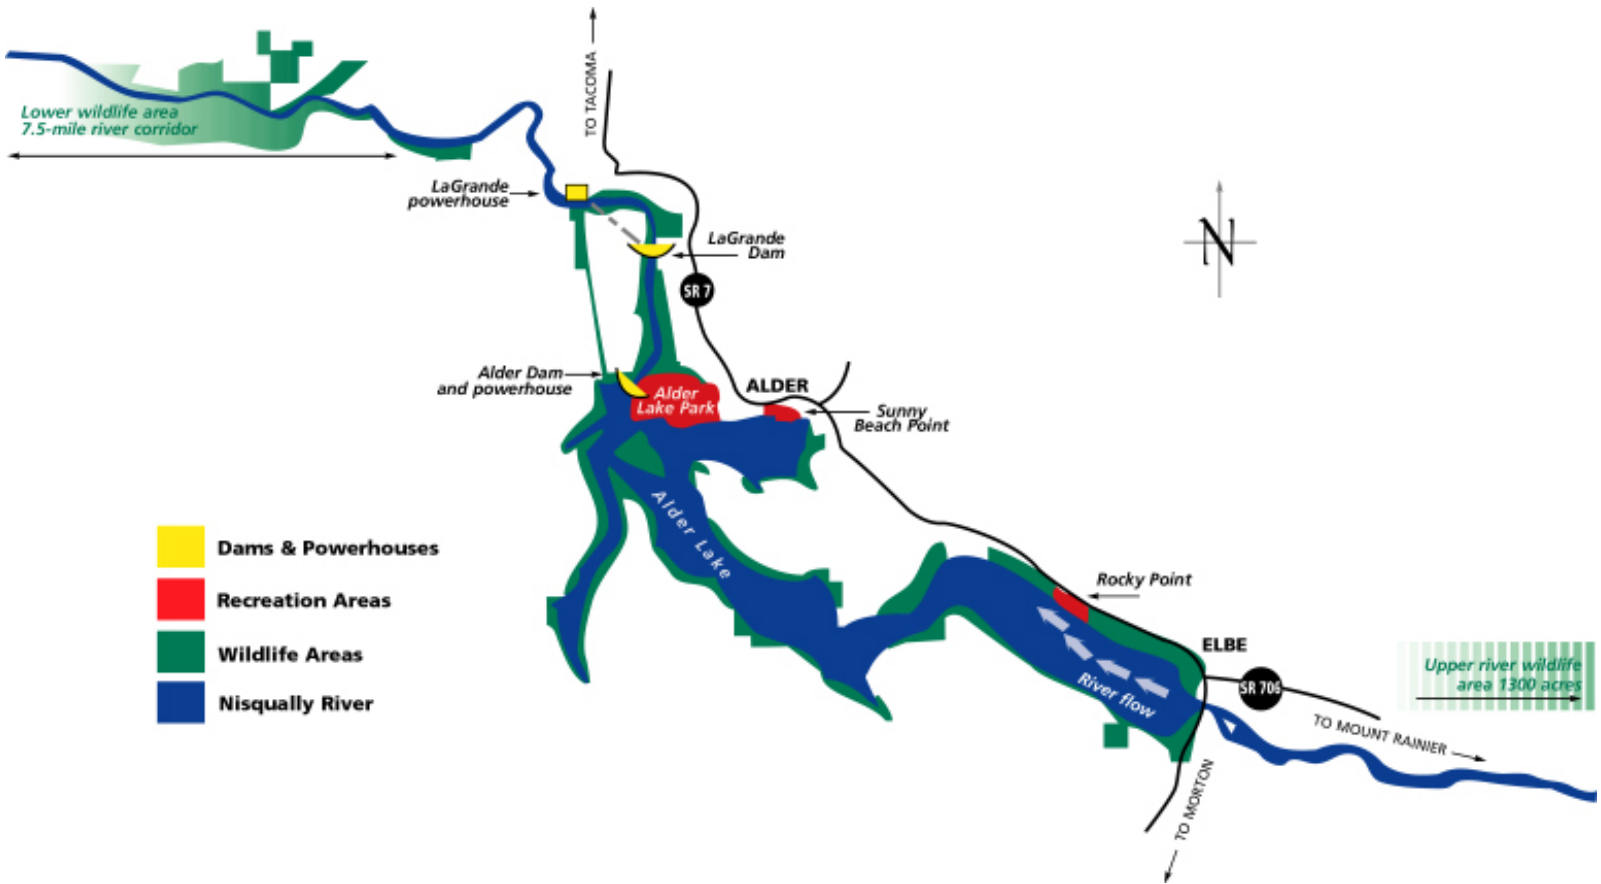 TO TACOMA
Lower wildlife area
7.5-mile river corridor
LaGrande
powerhouse
LaGrande
Dam
N
SR 7
Alder Dam
and powerhouse
Alder
Lake Park
ALDER
Sunny
Beach Point
Alder Lake
Dams & Powerhouses
Recreation Areas
Wildlife Areas
Nisqually River
Rocky Point
ELBE
River flow
SR 706
Upper river wildlife
area 1300 acres
TO MOUNT RAINIER
TO MORTON